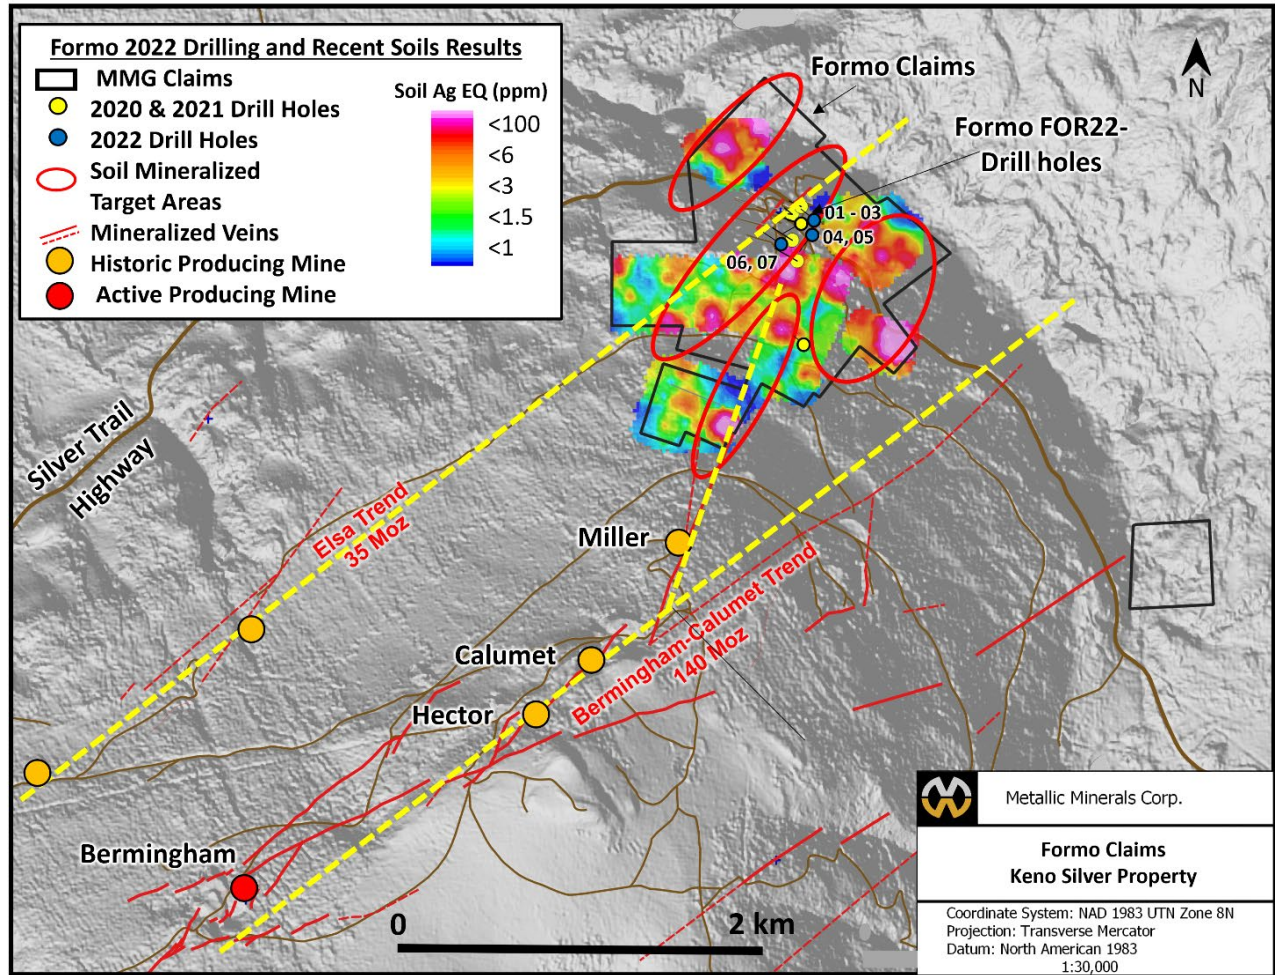 Formo 2022 Drilling and Recent Soils Results
MMG Claims
2020 & 2021 Drill Holes
2022 Drill Holes
Soil Mineralized
Target Areas
Mineralized Veins
Historic Producing Mine
Active Producing Mine
Soil Ag EQ (ppm)
<100
<6
<3
<1.5
<1
Formo Claims
N
Formo FOR22-
Drill holes
01 - 03
04, 05
06, 07
Silver Trail
Highway
Elsa Trend
35 Moz
Miller
Bermingham-Calumet Trend
140 Moz
Calumet
Hector
Bermingham
0
2 km
Metallic Minerals Corp.
Formo Claims
Keno Silver Property
Coordinate System: NAD 1983 UTN Zone 8N
Projection: Transverse Mercator
Datum: North American 1983
1:30,000